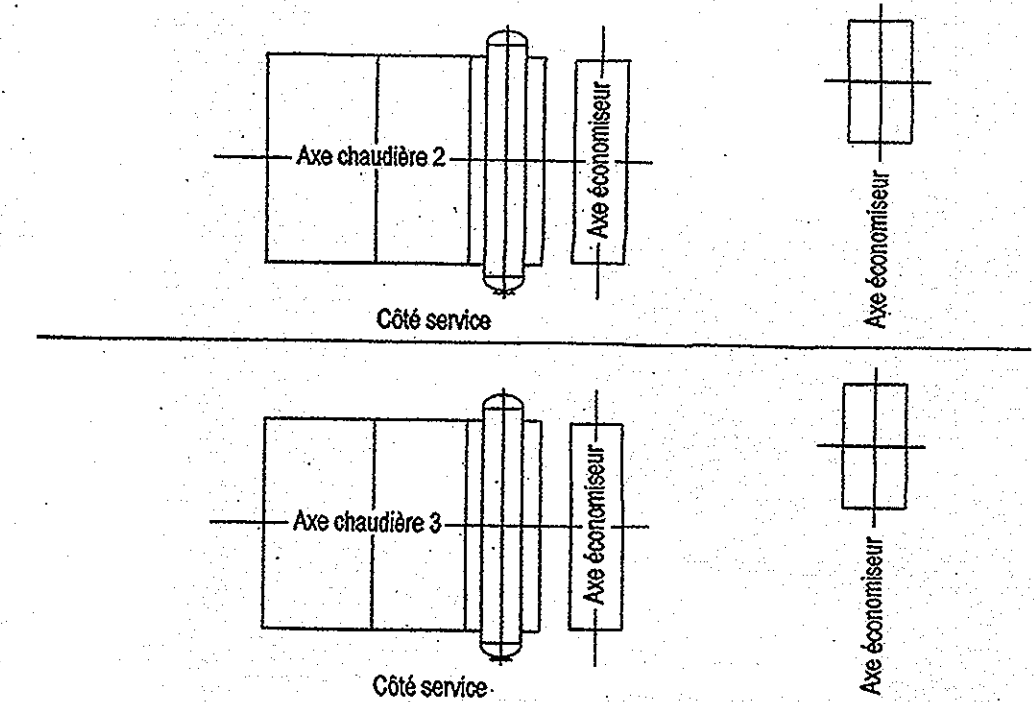 Axe chaudière 2
Axe économiseur
Axe économiseur
Côté service
Axe chaudière 3
Axe économiseur
Axe économiseur
Côté service